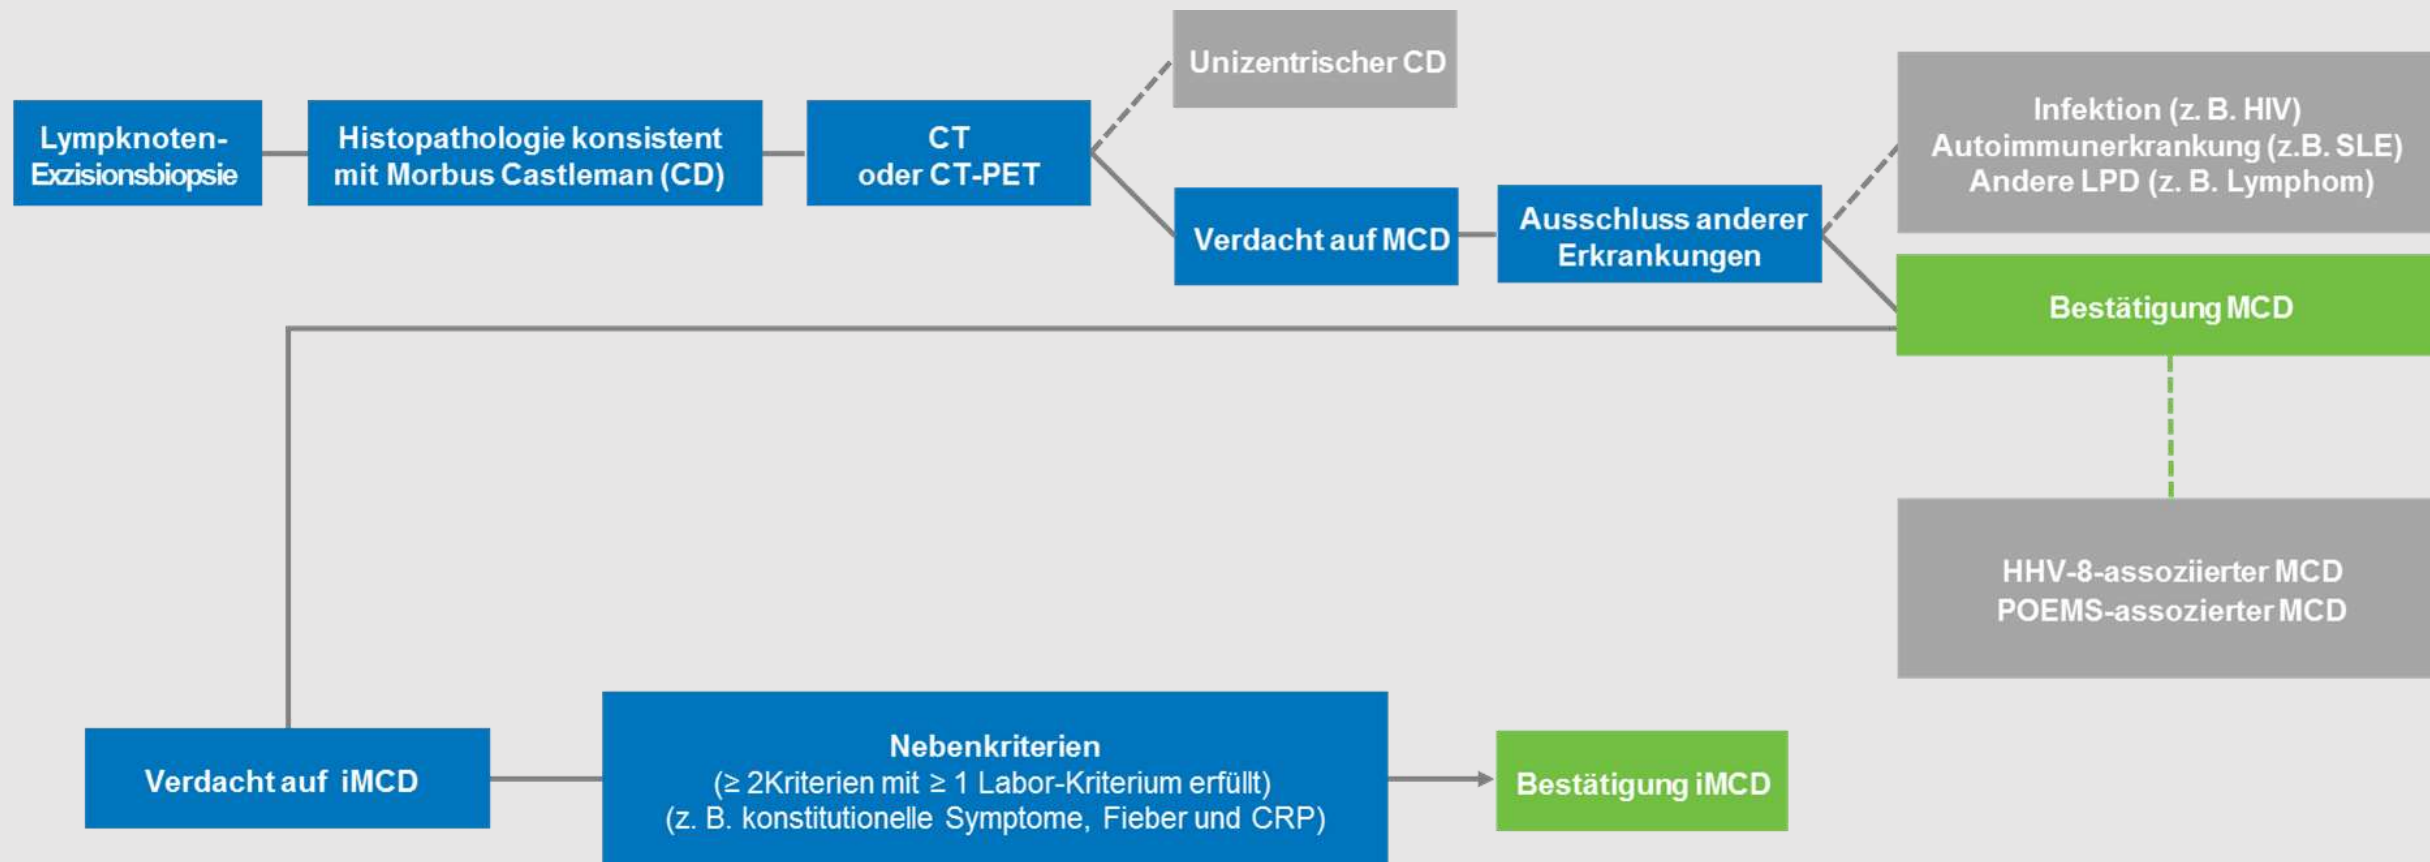 Unizentrischer CD
Lympknoten-
Exzisionsbiopsie
Histopathologie konsistent
mit Morbus Castleman (CD)
CT
oder CT-PET
Infektion (z. B. HIV)
Autoimmunerkrankung (z.B. SLE)
Andere LPD (z. B. Lymphom)
Verdacht auf MCD
Ausschluss anderer
Erkrankungen
Bestätigung MCD
HHV-8-assoziierter MCD
POEMS-assozierter MCD
Verdacht auf iMCD
Nebenkriterien
(≥ 2Kriterien mit ≥ 1 Labor-Kriterium erfüllt)
(z. B. konstitutionelle Symptome, Fieber und CRP)
Bestätigung iMCD